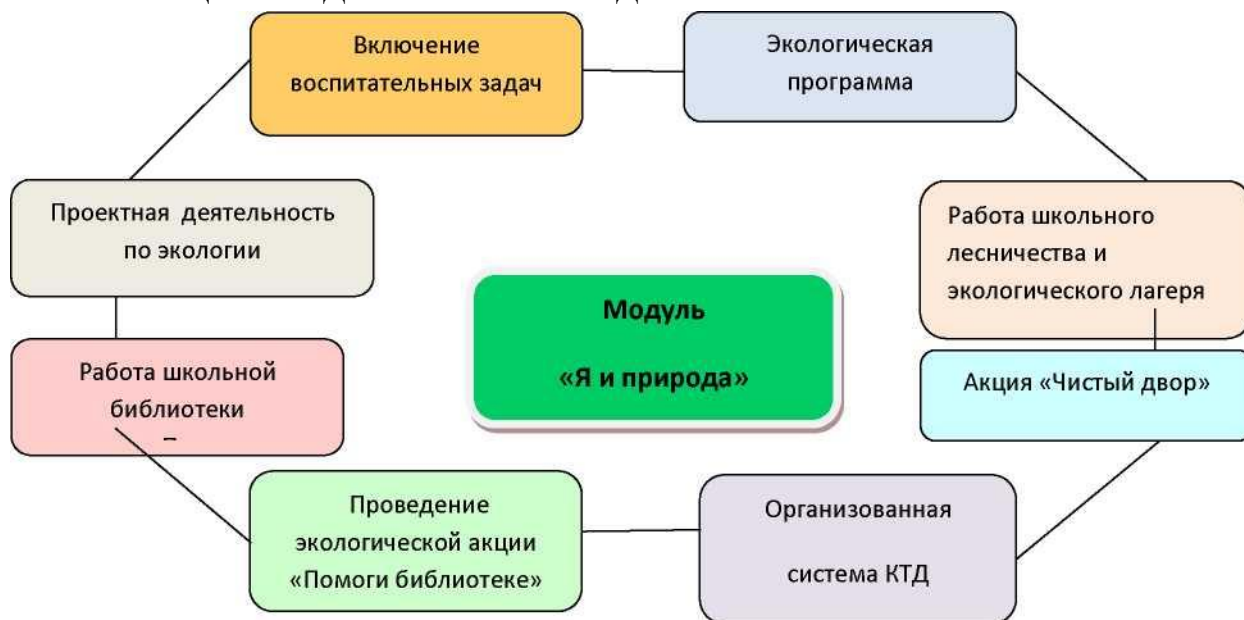 Включение
воспитательных задач
Экологическая
программа
Проектная деятельность
по экологии
Работа школьного
лесничества и
экологического лагеря
Модуль
«Я и природа»
Работа школьной
библиотеки
Акция «Чистый двор»
Проведение
экологической акции
«Помоги библиотеке»
Организованная
система КТД